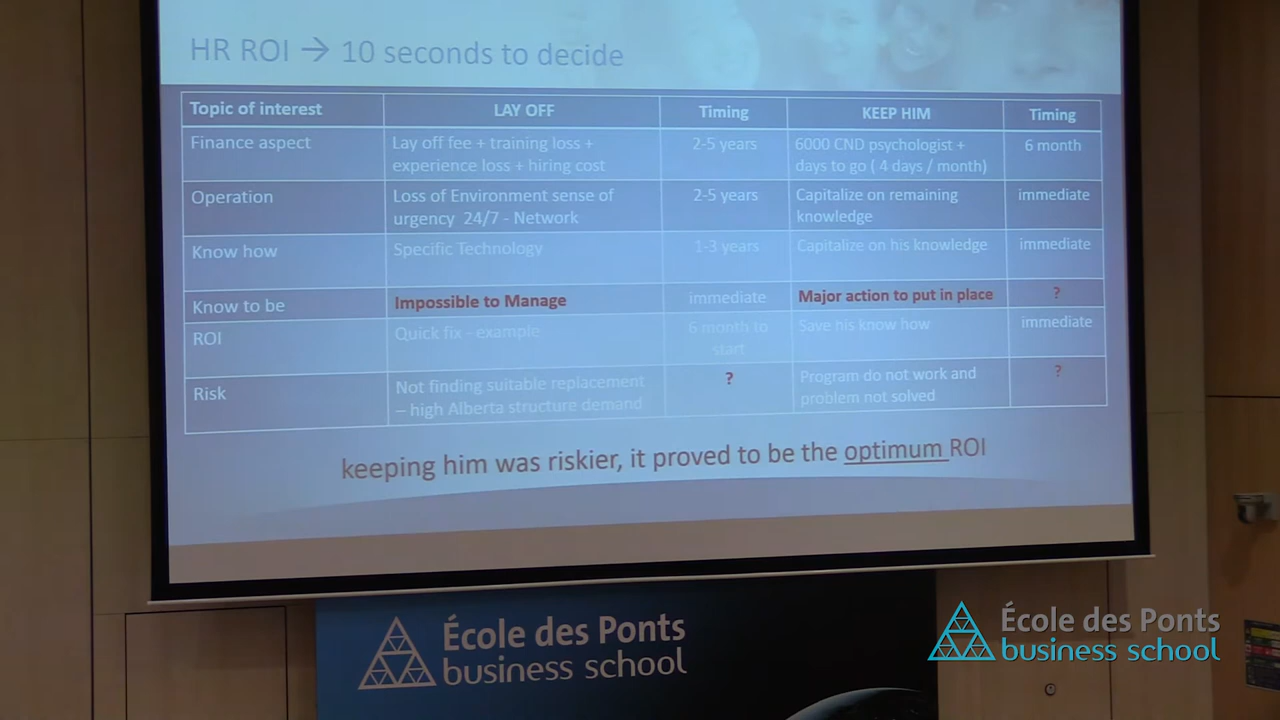 HR ROI → 10 seconds to decide
Topic of interest LAY OFF Timing KEEP HIM Timing
Finance aspect Lay off fee + training loss + 2-5 years 6000 CND psychologist + 6 month
experience loss + hiring cost days to go ( 4 days / month)
Operation Loss of Environment sense of 2-5 years Capitalize on remaining immediate
urgency 24/7 - Network knowledge
Know how Specific Technology 1-3 years Capitalize on his knowledge immediate
Know to be Impossible to Manage immediate Major action to put in place ?
ROI Quick fix - example 6 month to Save his know how immediate
start
Risk Not finding suitable replacement ? Program do not work and ?
– high Alberta structure demand problem not solved
keeping him was riskier, it proved to be the optimum ROI
École des Ponts
business school
École des Ponts
business school